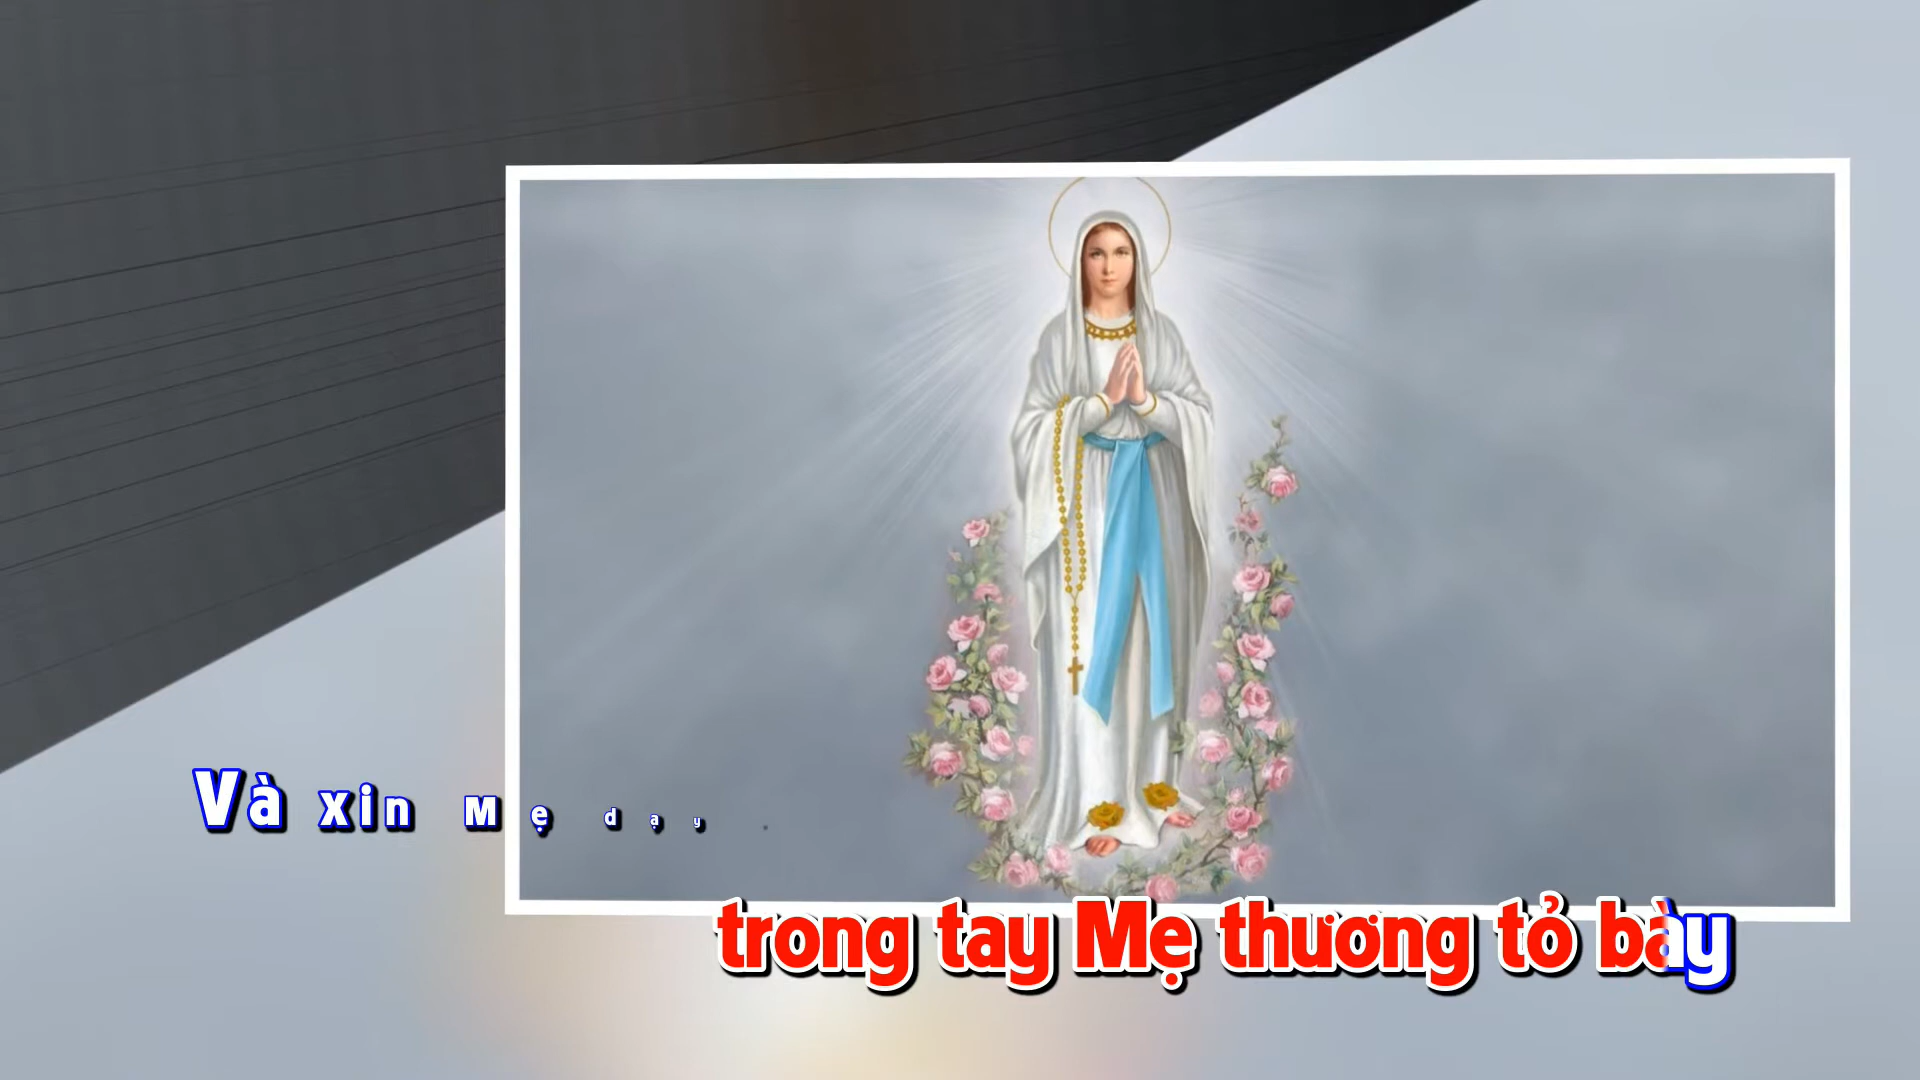 Và xin Mẹ dạy
trong tay Mẹ thương tỏ bày